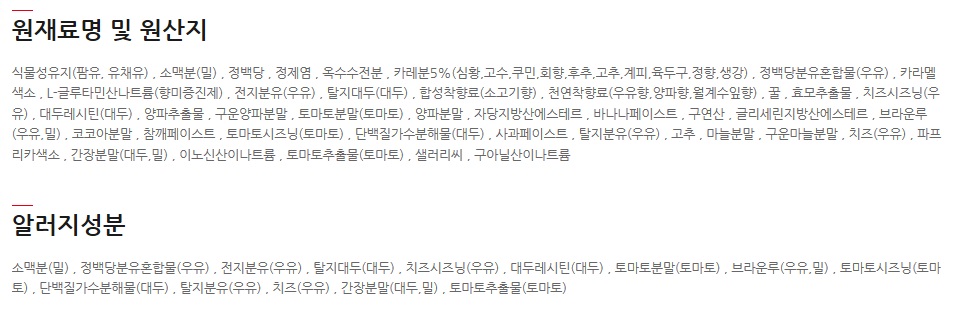 원재료명 및 원산지
식물성유지(팜유, 유채유) , 소맥분(밀) , 정백당 , 정제염 , 옥수수전분 , 카레분5%(심황,고수,쿠민,회향,후추,고추,계피,육두구,정향,생강) , 정백당분유혼합물(우유) , 카라멜
색소 , L-글루타민산나트륨(향미증진제) , 전지분유(우유) , 탈지대두(대두) , 합성착향료(소고기향) , 천연착향료(우유향,양파향,월계수잎향) , 꿀 , 효모추출물 , 치즈시즈닝(우
유) , 대두레시틴(대두) , 양파추출물 , 구운양파분말 , 토마토분말(토마토) , 양파분말 , 자당지방산에스테르 , 바나나페이스트 , 구연산 , 글리세린지방산에스테르 , 브라운루
(우유,밀) , 코코아분말 , 참깨페이스트 , 토마토시즈닝(토마토) , 단백질가수분해물(대두) , 사과페이스트 , 탈지분유(우유) , 고추 , 마늘분말 , 구운마늘분말 , 치즈(우유) , 파프
리카색소 , 간장분말(대두,밀) , 이노신산이나트륨 , 토마토추출물(토마토) , 샐러리씨 , 구아닐산이나트륨
알러지성분
소맥분(밀) , 정백당분유혼합물(우유) , 전지분유(우유) , 탈지대두(대두) , 치즈시즈닝(우유) , 대두레시틴(대두) , 토마토분말(토마토) , 브라운루(우유,밀) , 토마토시즈닝(토마
토) , 단백질가수분해물(대두) , 탈지분유(우유) , 치즈(우유) , 간장분말(대두,밀) , 토마토추출물(토마토)